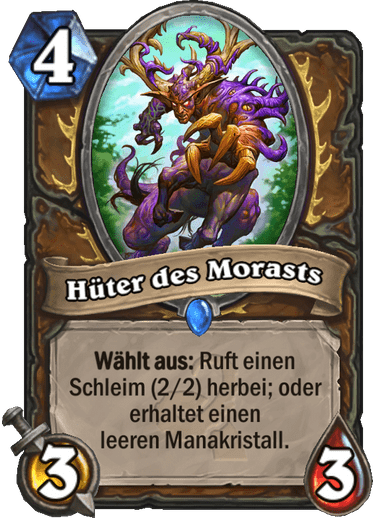 4
Hüter des Morasts
Wählt aus: Ruft einen
Schleim (2/2) herbei; oder
erhaltet einen
leeren Manakristall.
3
3